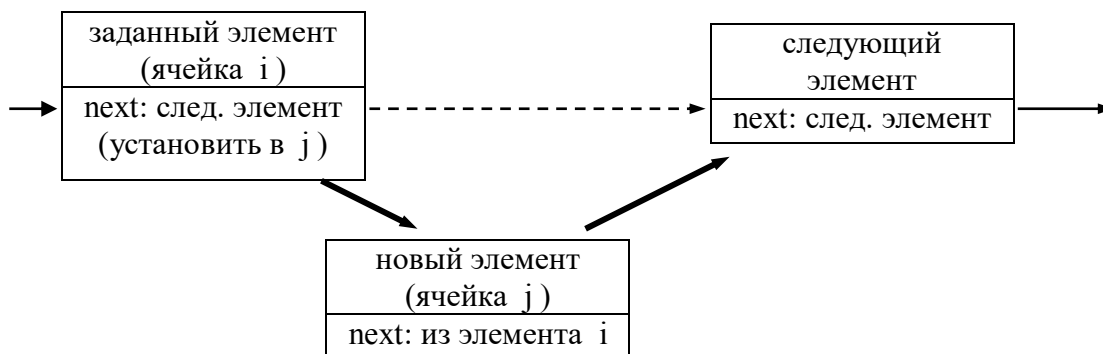 заданный элемент
(ячейка i )
next: след. элемент
(установить в j )
следующий
элемент
next: след. элемент
новый элемент
(ячейка j )
next: из элемента i